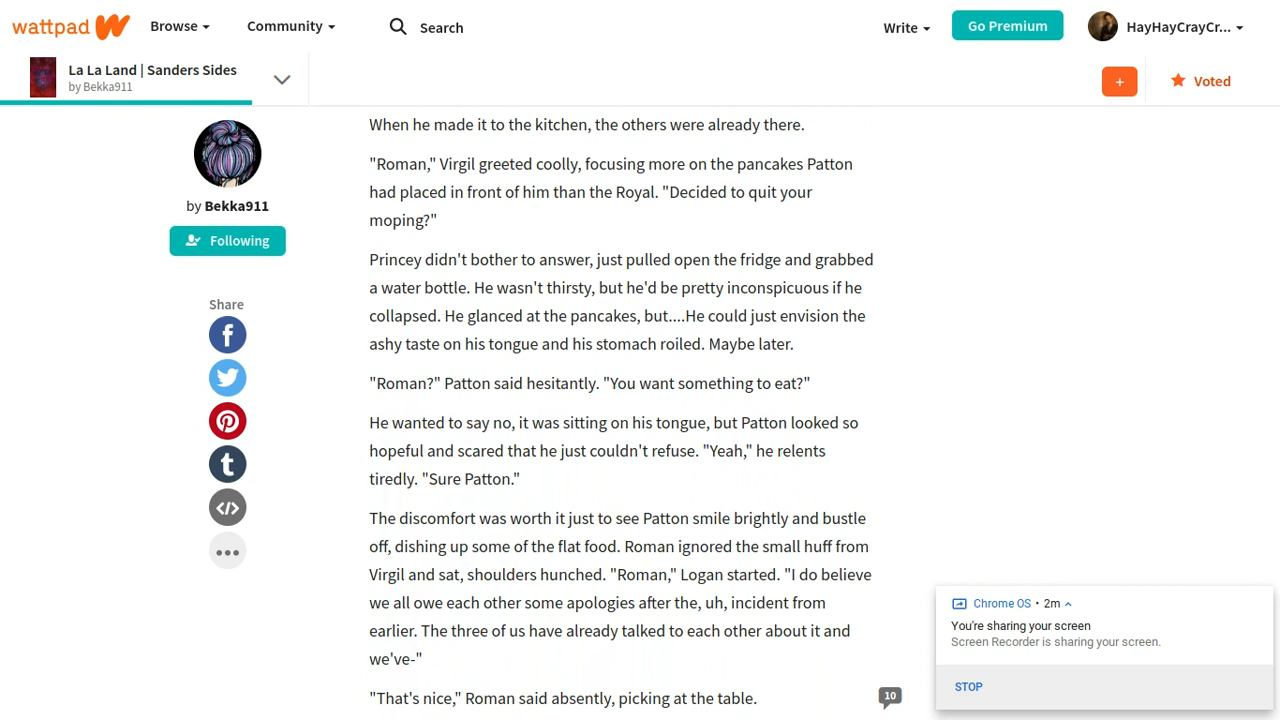 wattpad Browse Community Search Write Go Premium HayHayCrayCr...
La La Land | Sanders Sides
by Bekka911
+ Voted
When he made it to the kitchen, the others were already there.
"Roman," Virgil greeted coolly, focusing more on the pancakes Patton
had placed in front of him than the Royal. "Decided to quit your
moping?"
by Bekka911
Following
Princey didn't bother to answer, just pulled open the fridge and grabbed
a water bottle. He wasn't thirsty, but he'd be pretty inconspicuous if he
collapsed. He glanced at the pancakes, but....He could just envision the
ashy taste on his tongue and his stomach roiled. Maybe later.
Share
"Roman?" Patton said hesitantly. "You want something to eat?"
He wanted to say no, it was sitting on his tongue, but Patton looked so
hopeful and scared that he just couldn't refuse. "Yeah," he relents
tiredly. "Sure Patton."
The discomfort was worth it just to see Patton smile brightly and bustle
off, dishing up some of the flat food. Roman ignored the small huff from
Virgil and sat, shoulders hunched. "Roman," Logan started. "I do believe
we all owe each other some apologies after the, uh, incident from
earlier. The three of us have already talked to each other about it and
we've-"
"That's nice," Roman said absently, picking at the table.
10
Chrome OS • 2m
You're sharing your screen
Screen Recorder is sharing your screen.
STOP